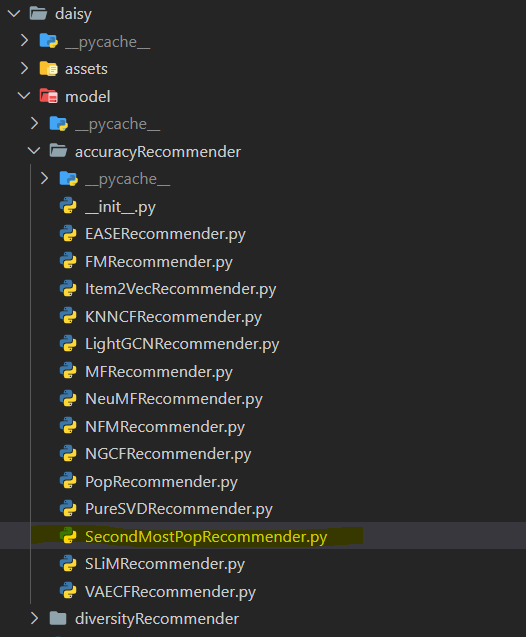 daisy
__pycache__
assets
model
__pycache__
accuracyRecommender
__pycache__
__init__.py
EASERecommender.py
FMRecommender.py
Item2VecRecommender.py
KNNCFRecommender.py
LightGCNRecommender.py
MFRecommender.py
NeuMFRecommender.py
NFMRecommender.py
NGCFRecommender.py
PopRecommender.py
PureSVDRecommender.py
SecondMostPopRecommender.py
SLiMRecommender.py
VAECFRecommender.py
diversityRecommender